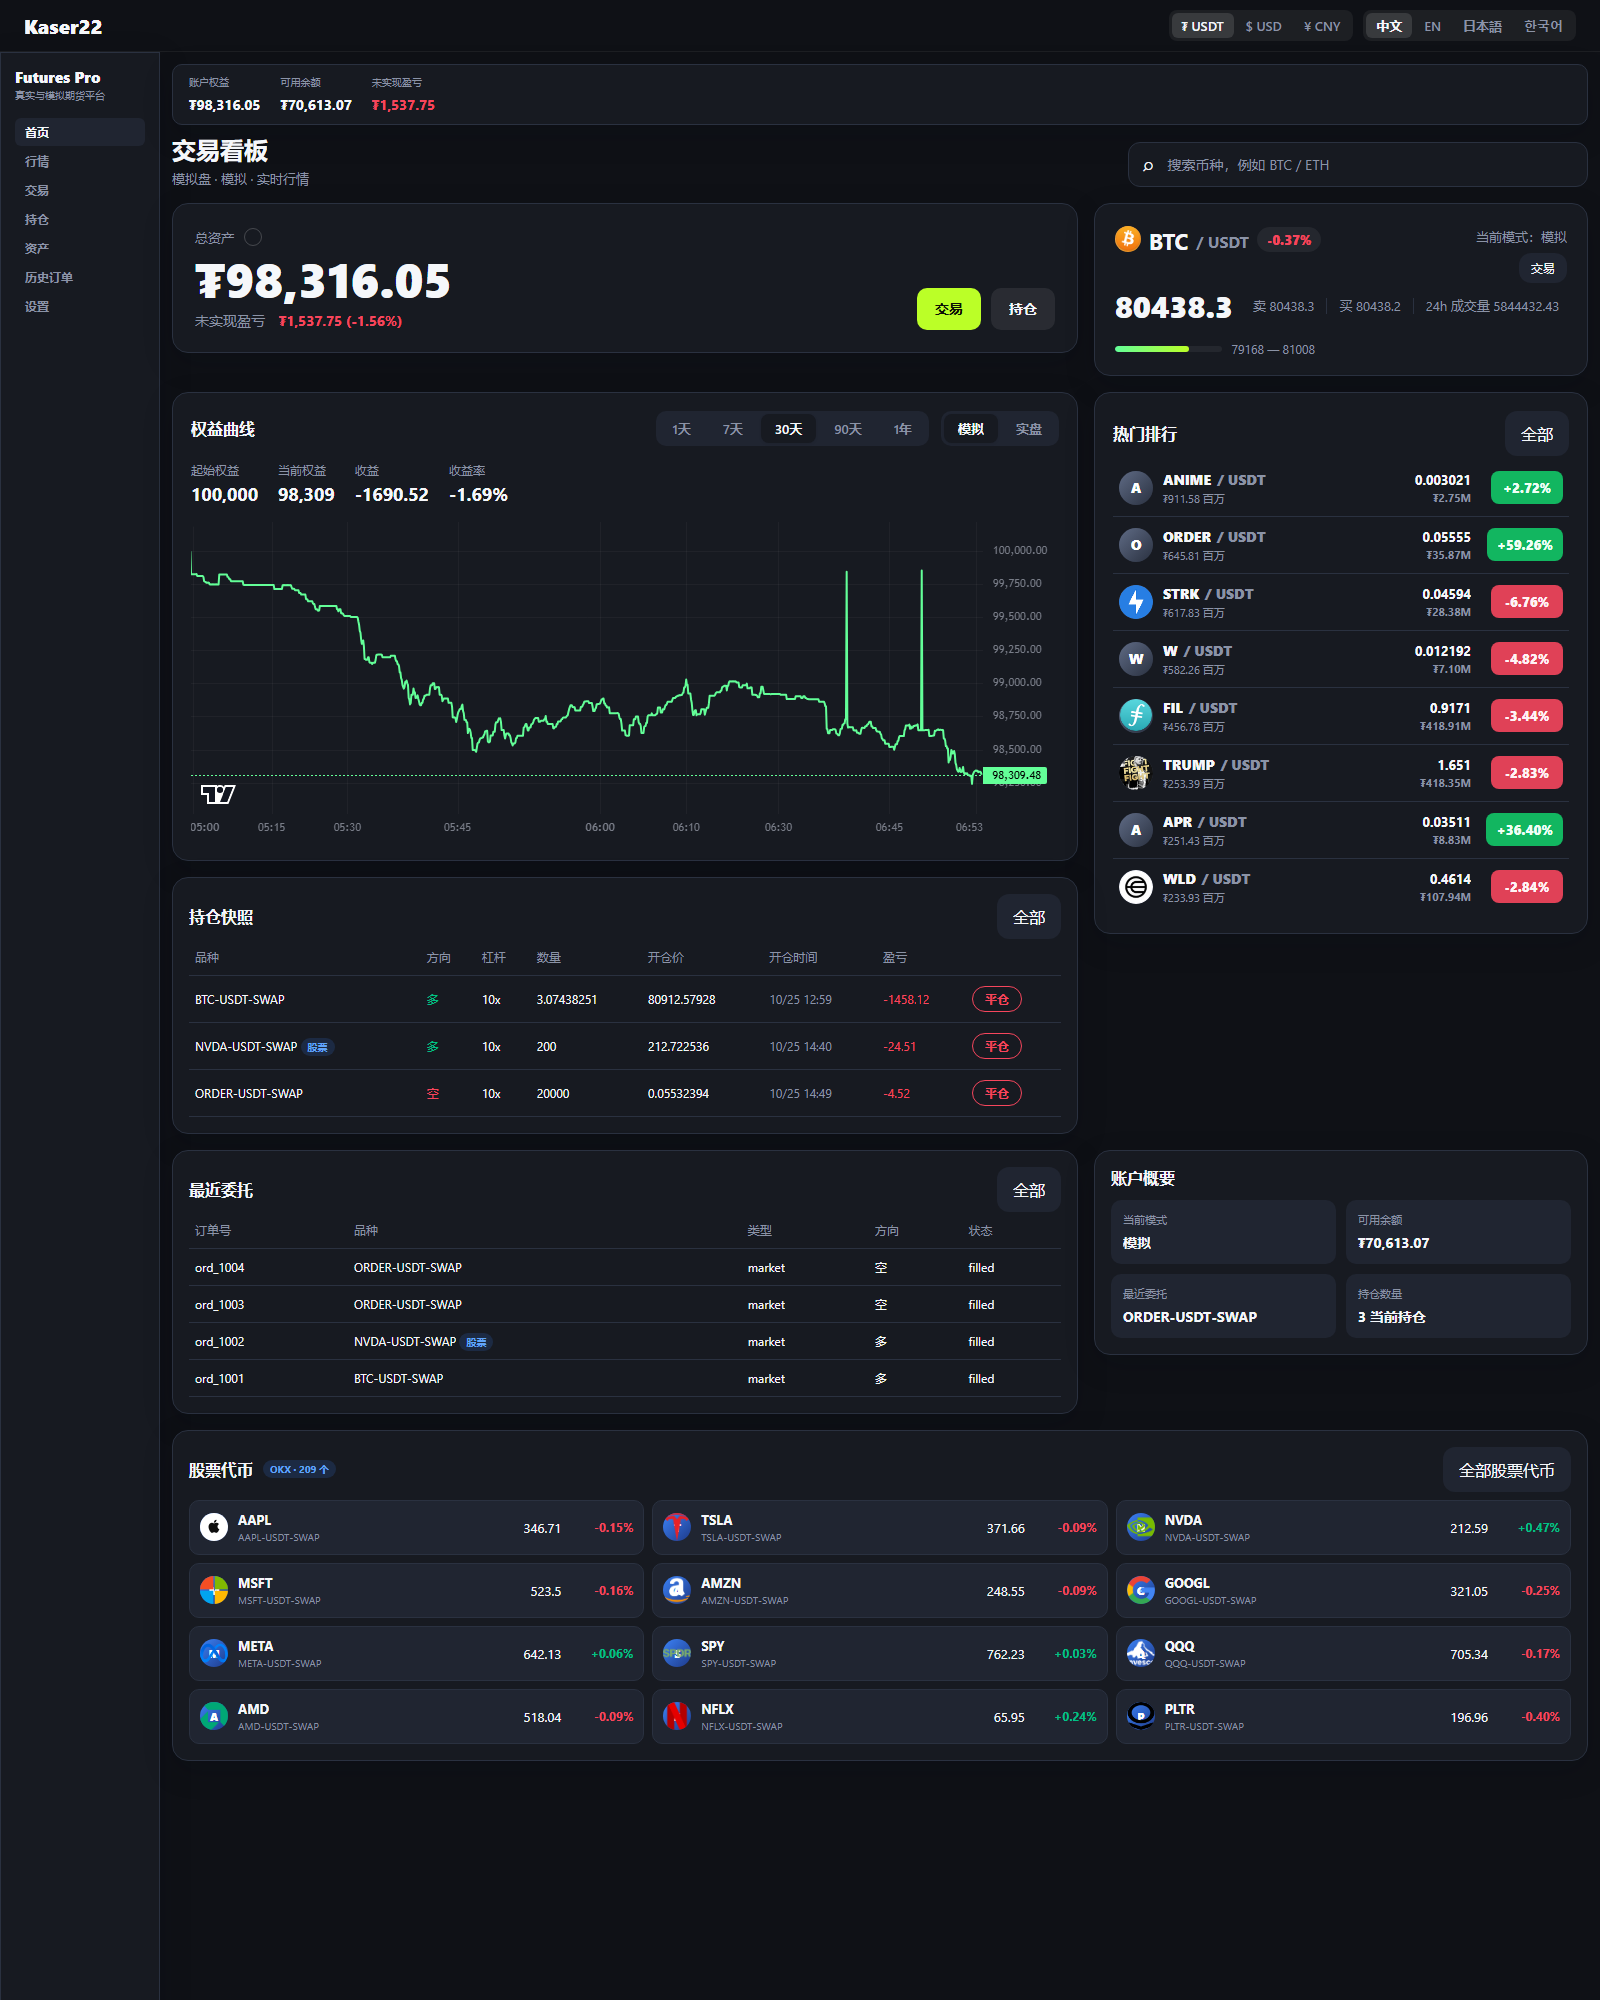 Kaser22
₮ USDT $ USD ¥ CNY 中文 EN 日本語 한국어
Futures Pro
真实与模拟期货平台
首页
行情
交易
持仓
资产
历史订单
设置
账户权益 可用余额 未实现盈亏
₮98,316.05 ₮70,613.07 ₮1,537.75
交易看板
模拟盘 · 模拟 · 实时行情
搜索币种，例如 BTC / ETH
总资产
₮98,316.05
未实现盈亏 ₮1,537.75 (-1.56%)
交易 持仓
BTC / USDT -0.37% 当前模式：模拟
交易
80438.3 卖 80438.3 买 80438.2 24h 成交量 5844432.43
79168 — 81008
权益曲线 1天 7天 30天 90天 1年 模拟 实盘
起始权益 当前权益 收益 收益率
100,000 98,309 -1690.52 -1.69%
100,000.00
99,750.00
99,500.00
99,250.00
99,000.00
98,750.00
98,500.00
98,309.48
05:00 05:15 05:30 05:45 06:00 06:10 06:30 06:45 06:53
热门排行 全部
ANIME / USDT 0.003021 +2.72%
₮911.58 百万 ₮2.75M
ORDER / USDT 0.05555 +59.26%
₮645.81 百万 ₮35.87M
STRK / USDT 0.04594 -6.76%
₮617.83 百万 ₮28.38M
W / USDT 0.012192 -4.82%
₮582.26 百万 ₮7.10M
FIL / USDT 0.9171 -3.44%
₮456.78 百万 ₮418.91M
TRUMP / USDT 1.651 -2.83%
₮253.39 百万 ₮418.35M
APR / USDT 0.03511 +36.40%
₮251.43 百万 ₮8.83M
WLD / USDT 0.4614 -2.84%
₮233.93 百万 ₮107.94M
持仓快照 全部
品种 方向 杠杆 数量 开仓价 开仓时间 盈亏
BTC-USDT-SWAP 多 10x 3.07438251 80912.57928 10/25 12:59 -1458.12 平仓
NVDA-USDT-SWAP 股票 多 10x 200 212.722536 10/25 14:40 -24.51 平仓
ORDER-USDT-SWAP 空 10x 20000 0.05532394 10/25 14:49 -4.52 平仓
最近委托 全部
订单号 品种 类型 方向 状态
ord_1004 ORDER-USDT-SWAP market 空 filled
ord_1003 ORDER-USDT-SWAP market 空 filled
ord_1002 NVDA-USDT-SWAP 股票 market 多 filled
ord_1001 BTC-USDT-SWAP market 多 filled
账户概要
当前模式 可用余额
模拟 ₮70,613.07
最近委托 持仓数量
ORDER-USDT-SWAP 3 当前持仓
股票代币 OKX · 209 个 全部股票代币
AAPL 346.71 -0.15%
AAPL-USDT-SWAP
TSLA 371.66 -0.09%
TSLA-USDT-SWAP
NVDA 212.59 +0.47%
NVDA-USDT-SWAP
MSFT 523.5 -0.16%
MSFT-USDT-SWAP
AMZN 248.55 -0.09%
AMZN-USDT-SWAP
GOOGL 321.05 -0.25%
GOOGL-USDT-SWAP
META 642.13 +0.06%
META-USDT-SWAP
SPY 762.23 +0.03%
SPY-USDT-SWAP
QQQ 705.34 -0.17%
QQQ-USDT-SWAP
AMD 518.04 -0.09%
AMD-USDT-SWAP
NFLX 65.95 +0.24%
NFLX-USDT-SWAP
PLTR 196.96 -0.40%
PLTR-USDT-SWAP